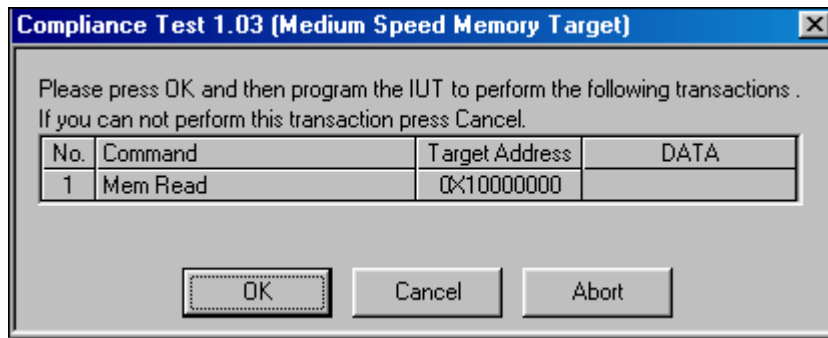 Compliance Test 1.03 (Medium Speed Memory Target)
Please press OK and then program the IUT to perform the following transactions .
If you can not perform this transaction press Cancel.
No. Command Target Address DATA
1 Mem Read 0X10000000
OK Cancel Abort